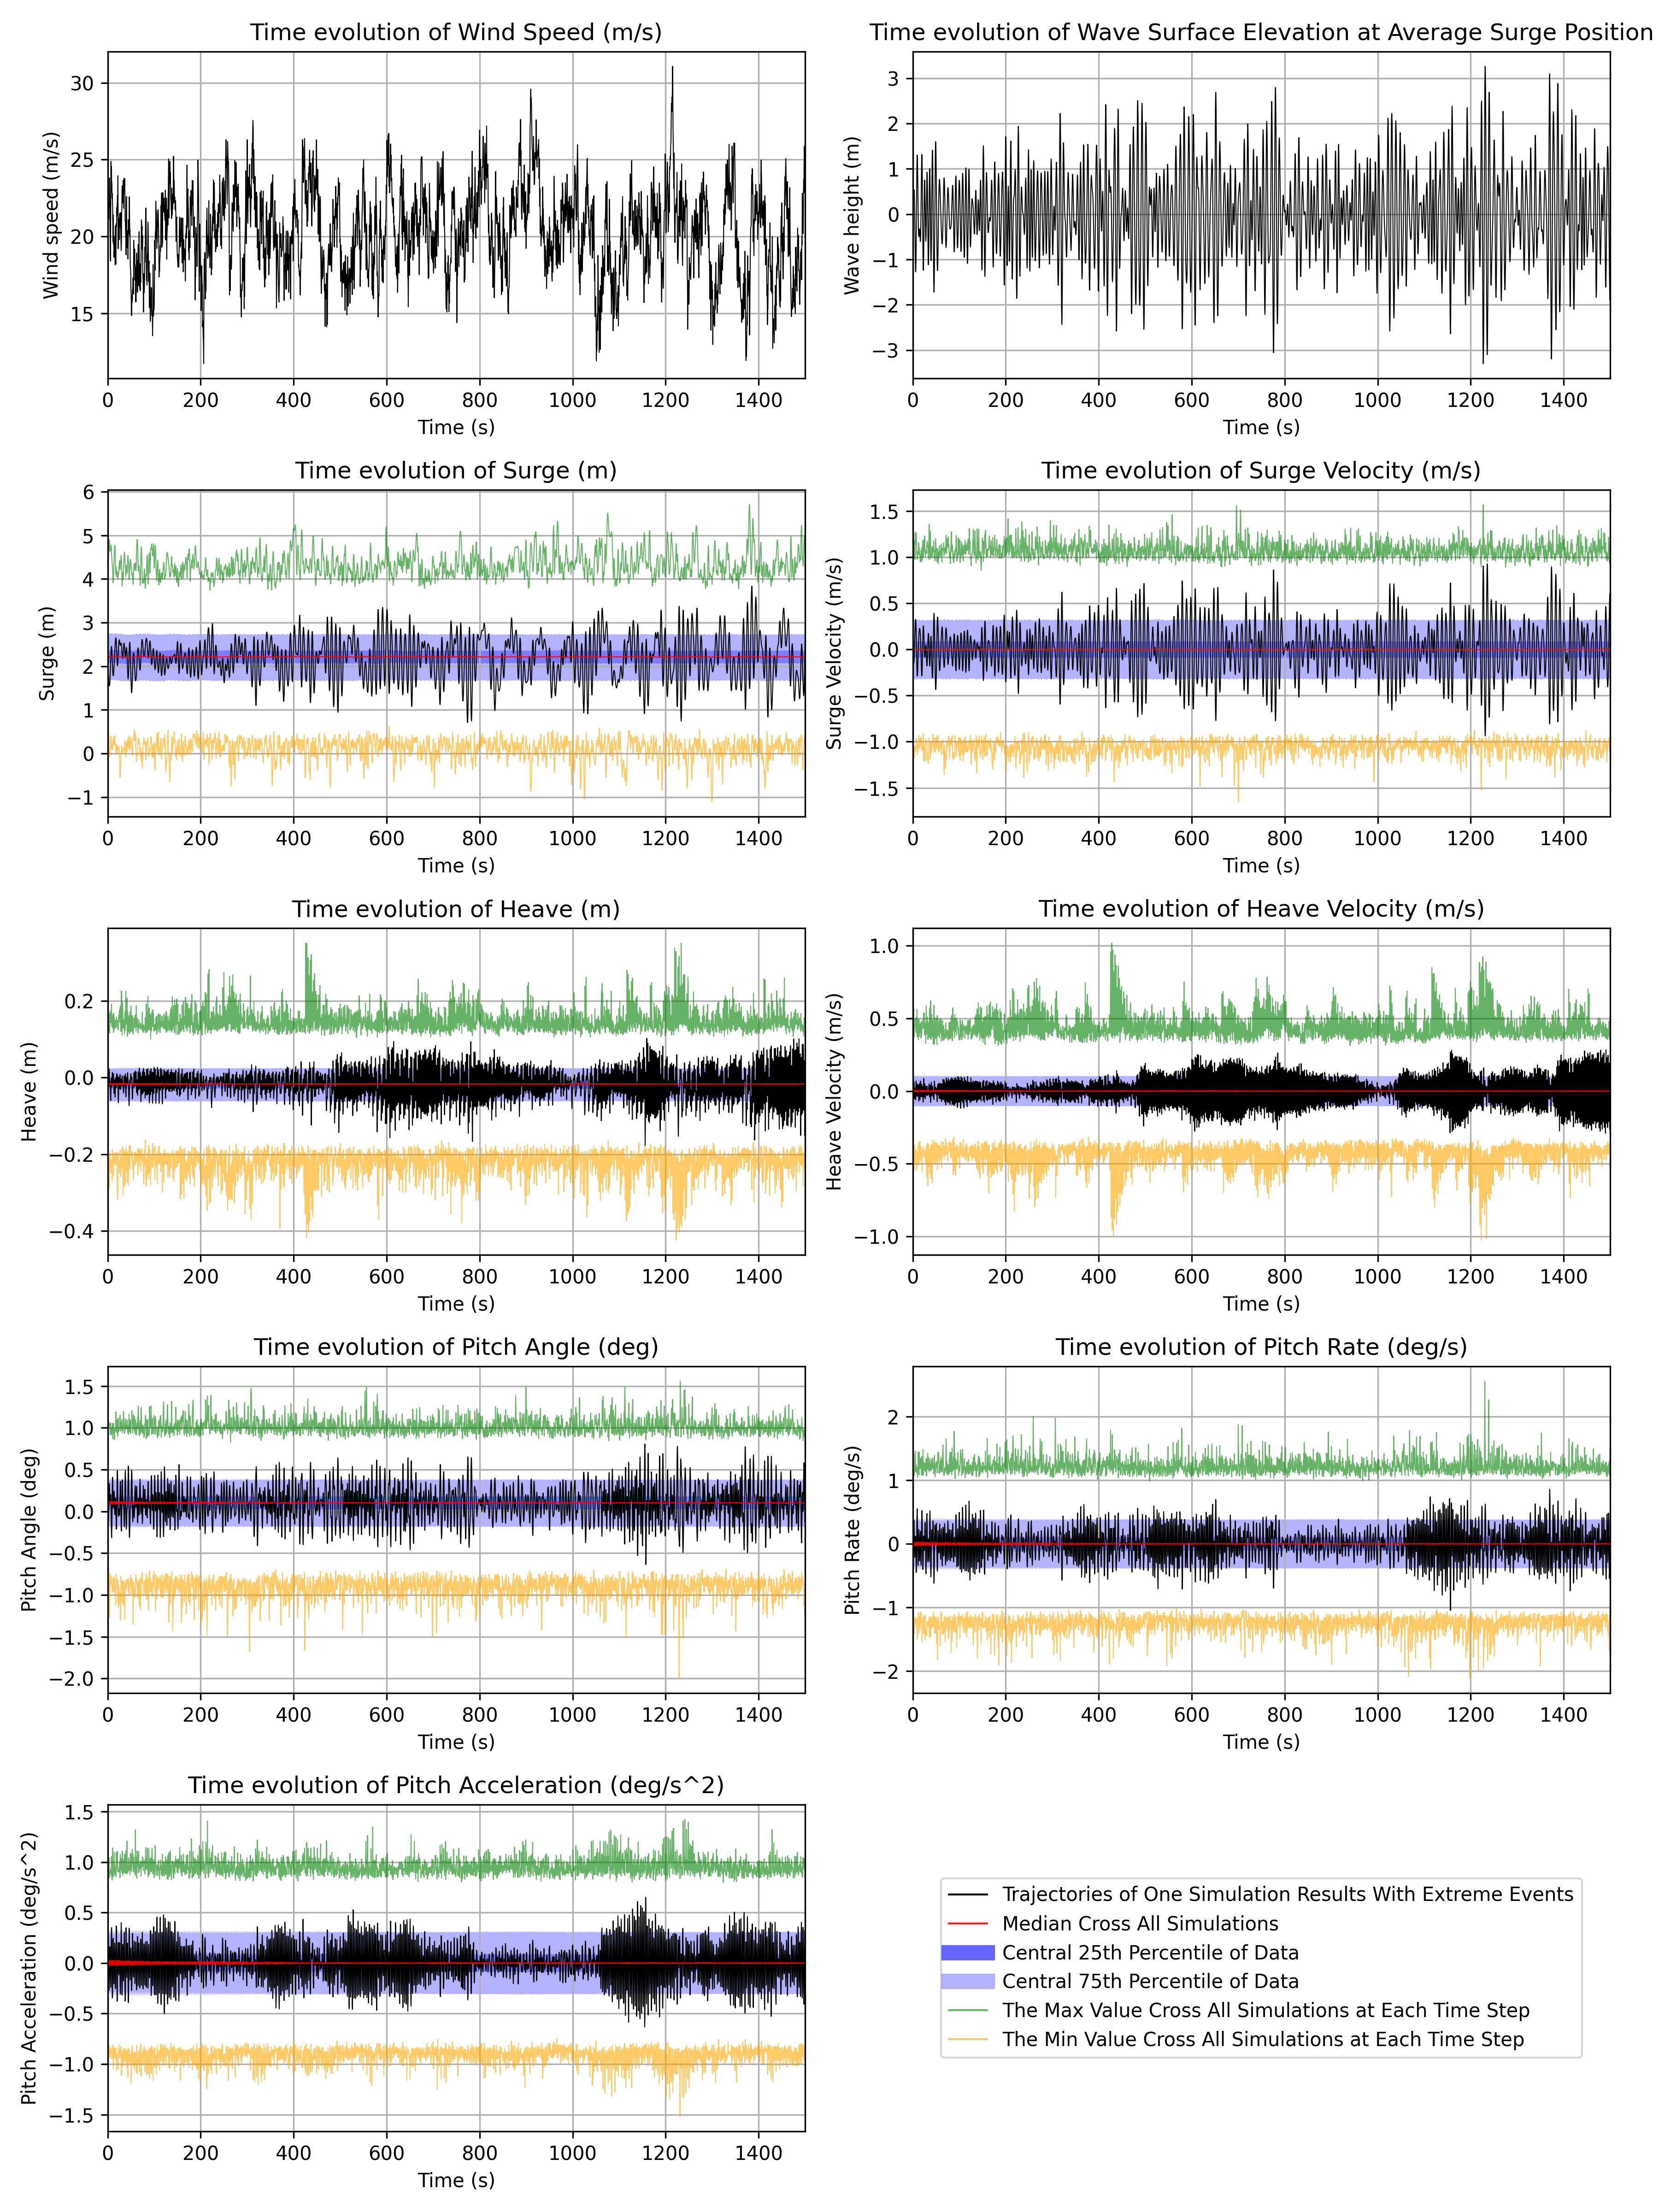 Time evolution of Wind Speed (m/s)
Wind speed (m/s)
30
25
20
15
0 200 400 600 800 1000 1200 1400
Time (s)
Time evolution of Wave Surface Elevation at Average Surge Position
Wave height (m)
3
2
1
0
−1
−2
−3
0 200 400 600 800 1000 1200 1400
Time (s)
Time evolution of Surge (m)
Surge (m)
6
5
4
3
2
1
0
−1
0 200 400 600 800 1000 1200 1400
Time (s)
Time evolution of Surge Velocity (m/s)
Surge Velocity (m/s)
1.5
1.0
0.5
0.0
−0.5
−1.0
−1.5
0 200 400 600 800 1000 1200 1400
Time (s)
Time evolution of Heave (m)
Heave (m)
0.2
0.0
−0.2
−0.4
0 200 400 600 800 1000 1200 1400
Time (s)
Time evolution of Heave Velocity (m/s)
Heave Velocity (m/s)
1.0
0.5
0.0
−0.5
−1.0
0 200 400 600 800 1000 1200 1400
Time (s)
Time evolution of Pitch Angle (deg)
Pitch Angle (deg)
1.5
1.0
0.5
0.0
−0.5
−1.0
−1.5
−2.0
0 200 400 600 800 1000 1200 1400
Time (s)
Time evolution of Pitch Rate (deg/s)
Pitch Rate (deg/s)
2
1
0
−1
−2
0 200 400 600 800 1000 1200 1400
Time (s)
Time evolution of Pitch Acceleration (deg/s^2)
Pitch Acceleration (deg/s^2)
1.5
1.0
0.5
0.0
−0.5
−1.0
−1.5
0 200 400 600 800 1000 1200 1400
Time (s)
Trajectories of One Simulation Results With Extreme Events
Median Cross All Simulations
Central 25th Percentile of Data
Central 75th Percentile of Data
The Max Value Cross All Simulations at Each Time Step
The Min Value Cross All Simulations at Each Time Step